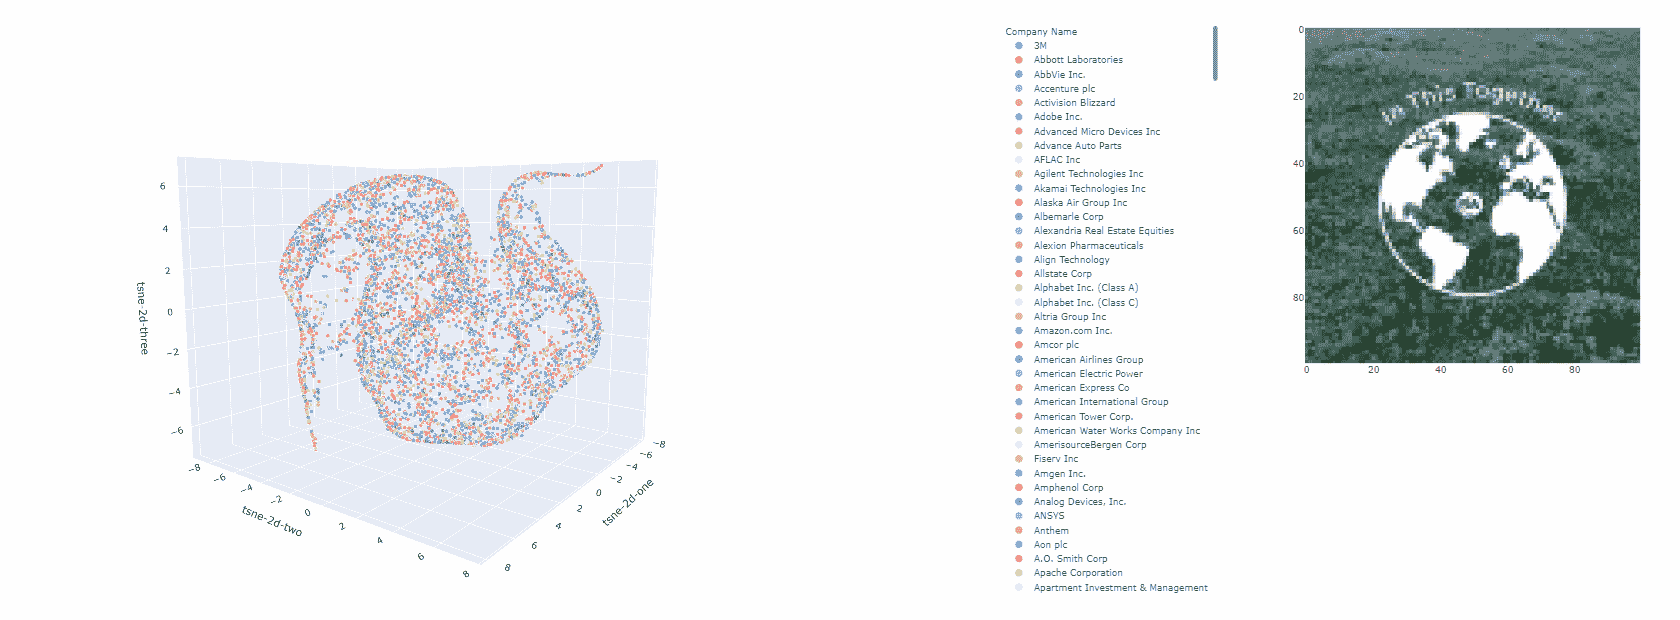 6
4
2
0
−2
−4
−6
tsne-2d-three
−8
−6
−4
−2
0
2
4
6
8
tsne-2d-two
−8
−6
−4
−2
0
2
4
6
8
tsne-2d-one
Company Name
3M
Abbott Laboratories
AbbVie Inc.
Accenture plc
Activision Blizzard
Adobe Inc.
Advanced Micro Devices Inc
Advance Auto Parts
AFLAC Inc
Agilent Technologies Inc
Akamai Technologies Inc
Alaska Air Group Inc
Albemarle Corp
Alexandria Real Estate Equities
Alexion Pharmaceuticals
Align Technology
Allstate Corp
Alphabet Inc. (Class A)
Alphabet Inc. (Class C)
Altria Group Inc
Amazon.com Inc.
Amcor plc
American Airlines Group
American Electric Power
American Express Co
American International Group
American Tower Corp.
American Water Works Company Inc
AmerisourceBergen Corp
Fiserv Inc
Amgen Inc.
Amphenol Corp
Analog Devices, Inc.
ANSYS
Anthem
Aon plc
A.O. Smith Corp
Apache Corporation
Apartment Investment & Management
0
20
40
60
80
0
20
40
60
80